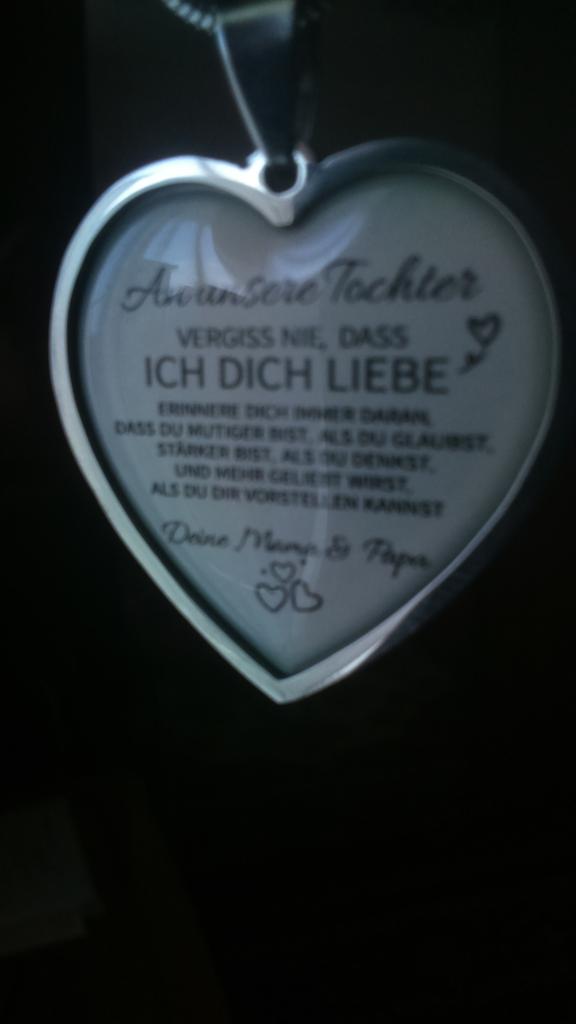 An unsere Tochter
VERGISS NIE, DASS
ICH DICH LIEBE
ERINNERE DICH IMMER DARAN,
DASS DU MUTIGER BIST, ALS DU GLAUBST,
STÄRKER BIST, ALS DU DENKST,
UND MEHR GELIEBT WIRST,
ALS DU DIR VORSTELLEN KANNST
Deine Mama & Papa